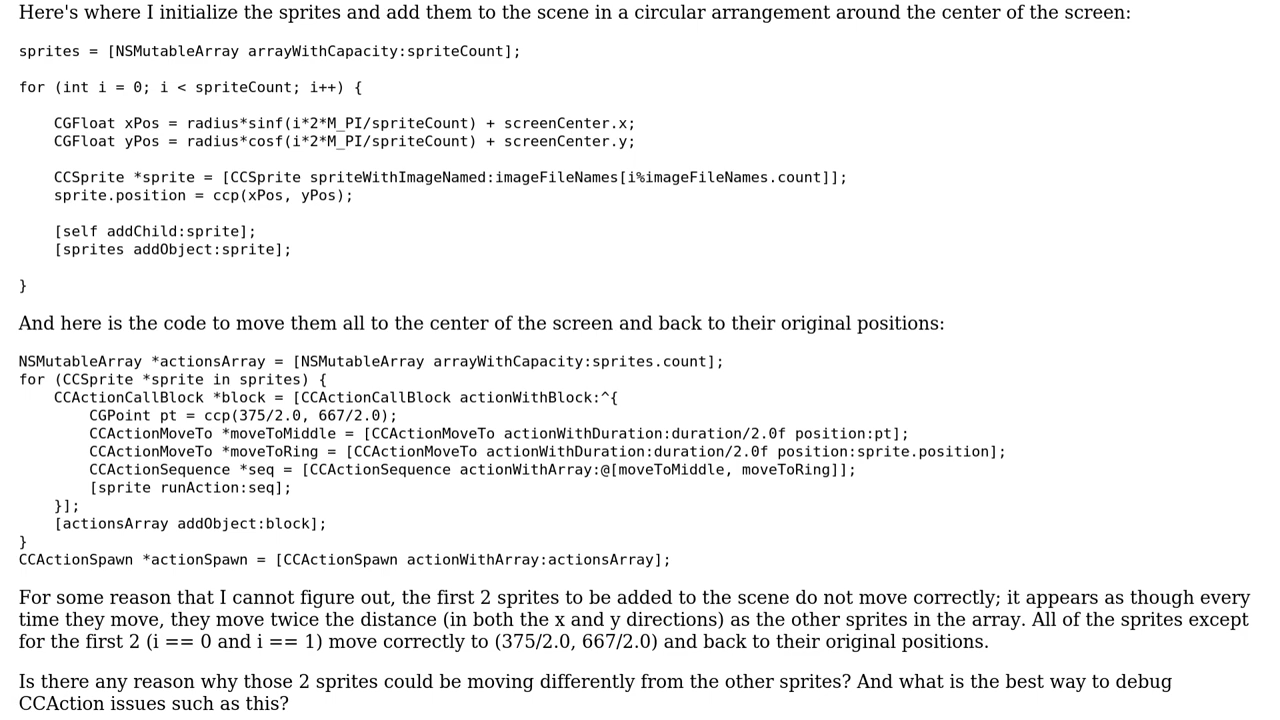 Here's where I initialize the sprites and add them to the scene in a circular arrangement around the center of the screen:
sprites = [NSMutableArray arrayWithCapacity:spriteCount];
for (int i = 0; i < spriteCount; i++) {
    CGFloat xPos = radius*sinf(i*2*M_PI/spriteCount) + screenCenter.x;
    CGFloat yPos = radius*cosf(i*2*M_PI/spriteCount) + screenCenter.y;
    CCSprite *sprite = [CCSprite spriteWithImageNamed:imageFileNames[i%imageFileNames.count]];
    sprite.position = ccp(xPos, yPos);
    [self addChild:sprite];
    [sprites addObject:sprite];
}
And here is the code to move them all to the center of the screen and back to their original positions:
NSMutableArray *actionsArray = [NSMutableArray arrayWithCapacity:sprites.count];
for (CCSprite *sprite in sprites) {
    CCActionCallBlock *block = [CCActionCallBlock actionWithBlock:^{
        CGPoint pt = ccp(375/2.0, 667/2.0);
        CCActionMoveTo *moveToMiddle = [CCActionMoveTo actionWithDuration:duration/2.0f position:pt];
        CCActionMoveTo *moveToRing = [CCActionMoveTo actionWithDuration:duration/2.0f position:sprite.position];
        CCActionSequence *seq = [CCActionSequence actionWithArray:@[moveToMiddle, moveToRing]];
        [sprite runAction:seq];
    }];
    [actionsArray addObject:block];
}
CCActionSpawn *actionSpawn = [CCActionSpawn actionWithArray:actionsArray];
For some reason that I cannot figure out, the first 2 sprites to be added to the scene do not move correctly; it appears as though every
time they move, they move twice the distance (in both the x and y directions) as the other sprites in the array. All of the sprites except
for the first 2 (i == 0 and i == 1) move correctly to (375/2.0, 667/2.0) and back to their original positions.
Is there any reason why those 2 sprites could be moving differently from the other sprites? And what is the best way to debug
CCAction issues such as this?